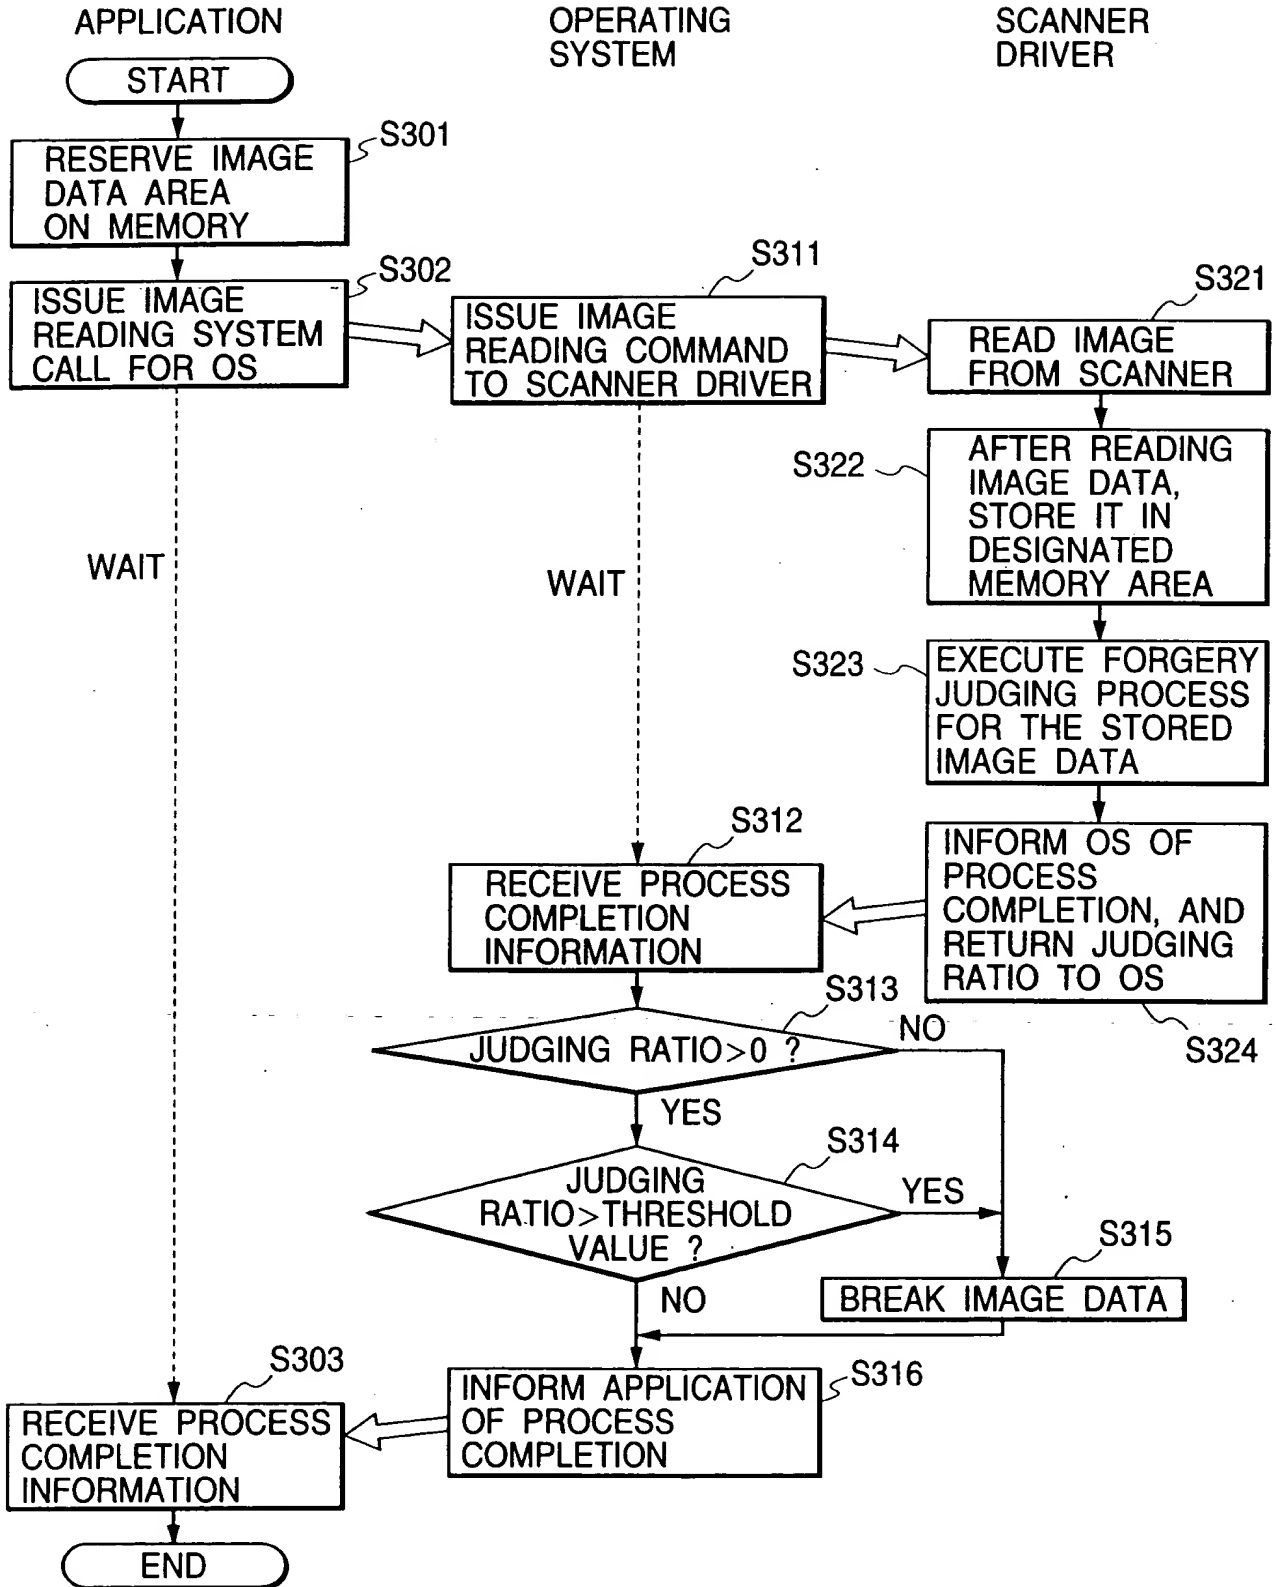 APPLICATION
OPERATING
SYSTEM
SCANNER
DRIVER
START
S301
RESERVE IMAGE
DATA AREA
ON MEMORY
S302
ISSUE IMAGE
READING SYSTEM
CALL FOR OS
S311
ISSUE IMAGE
READING COMMAND
TO SCANNER DRIVER
S321
READ IMAGE
FROM SCANNER
S322
AFTER READING
IMAGE DATA,
STORE IT IN
DESIGNATED
MEMORY AREA
WAIT
WAIT
S323
EXECUTE FORGERY
JUDGING PROCESS
FOR THE STORED
IMAGE DATA
S312
RECEIVE PROCESS
COMPLETION
INFORMATION
INFORM OS OF
PROCESS
COMPLETION, AND
RETURN JUDGING
RATIO TO OS
S324
S313
JUDGING RATIO>0 ?
NO
YES
S314
JUDGING
RATIO>THRESHOLD
VALUE ?
YES
NO
S315
BREAK IMAGE DATA
S316
INFORM APPLICATION
OF PROCESS
COMPLETION
S303
RECEIVE PROCESS
COMPLETION
INFORMATION
END